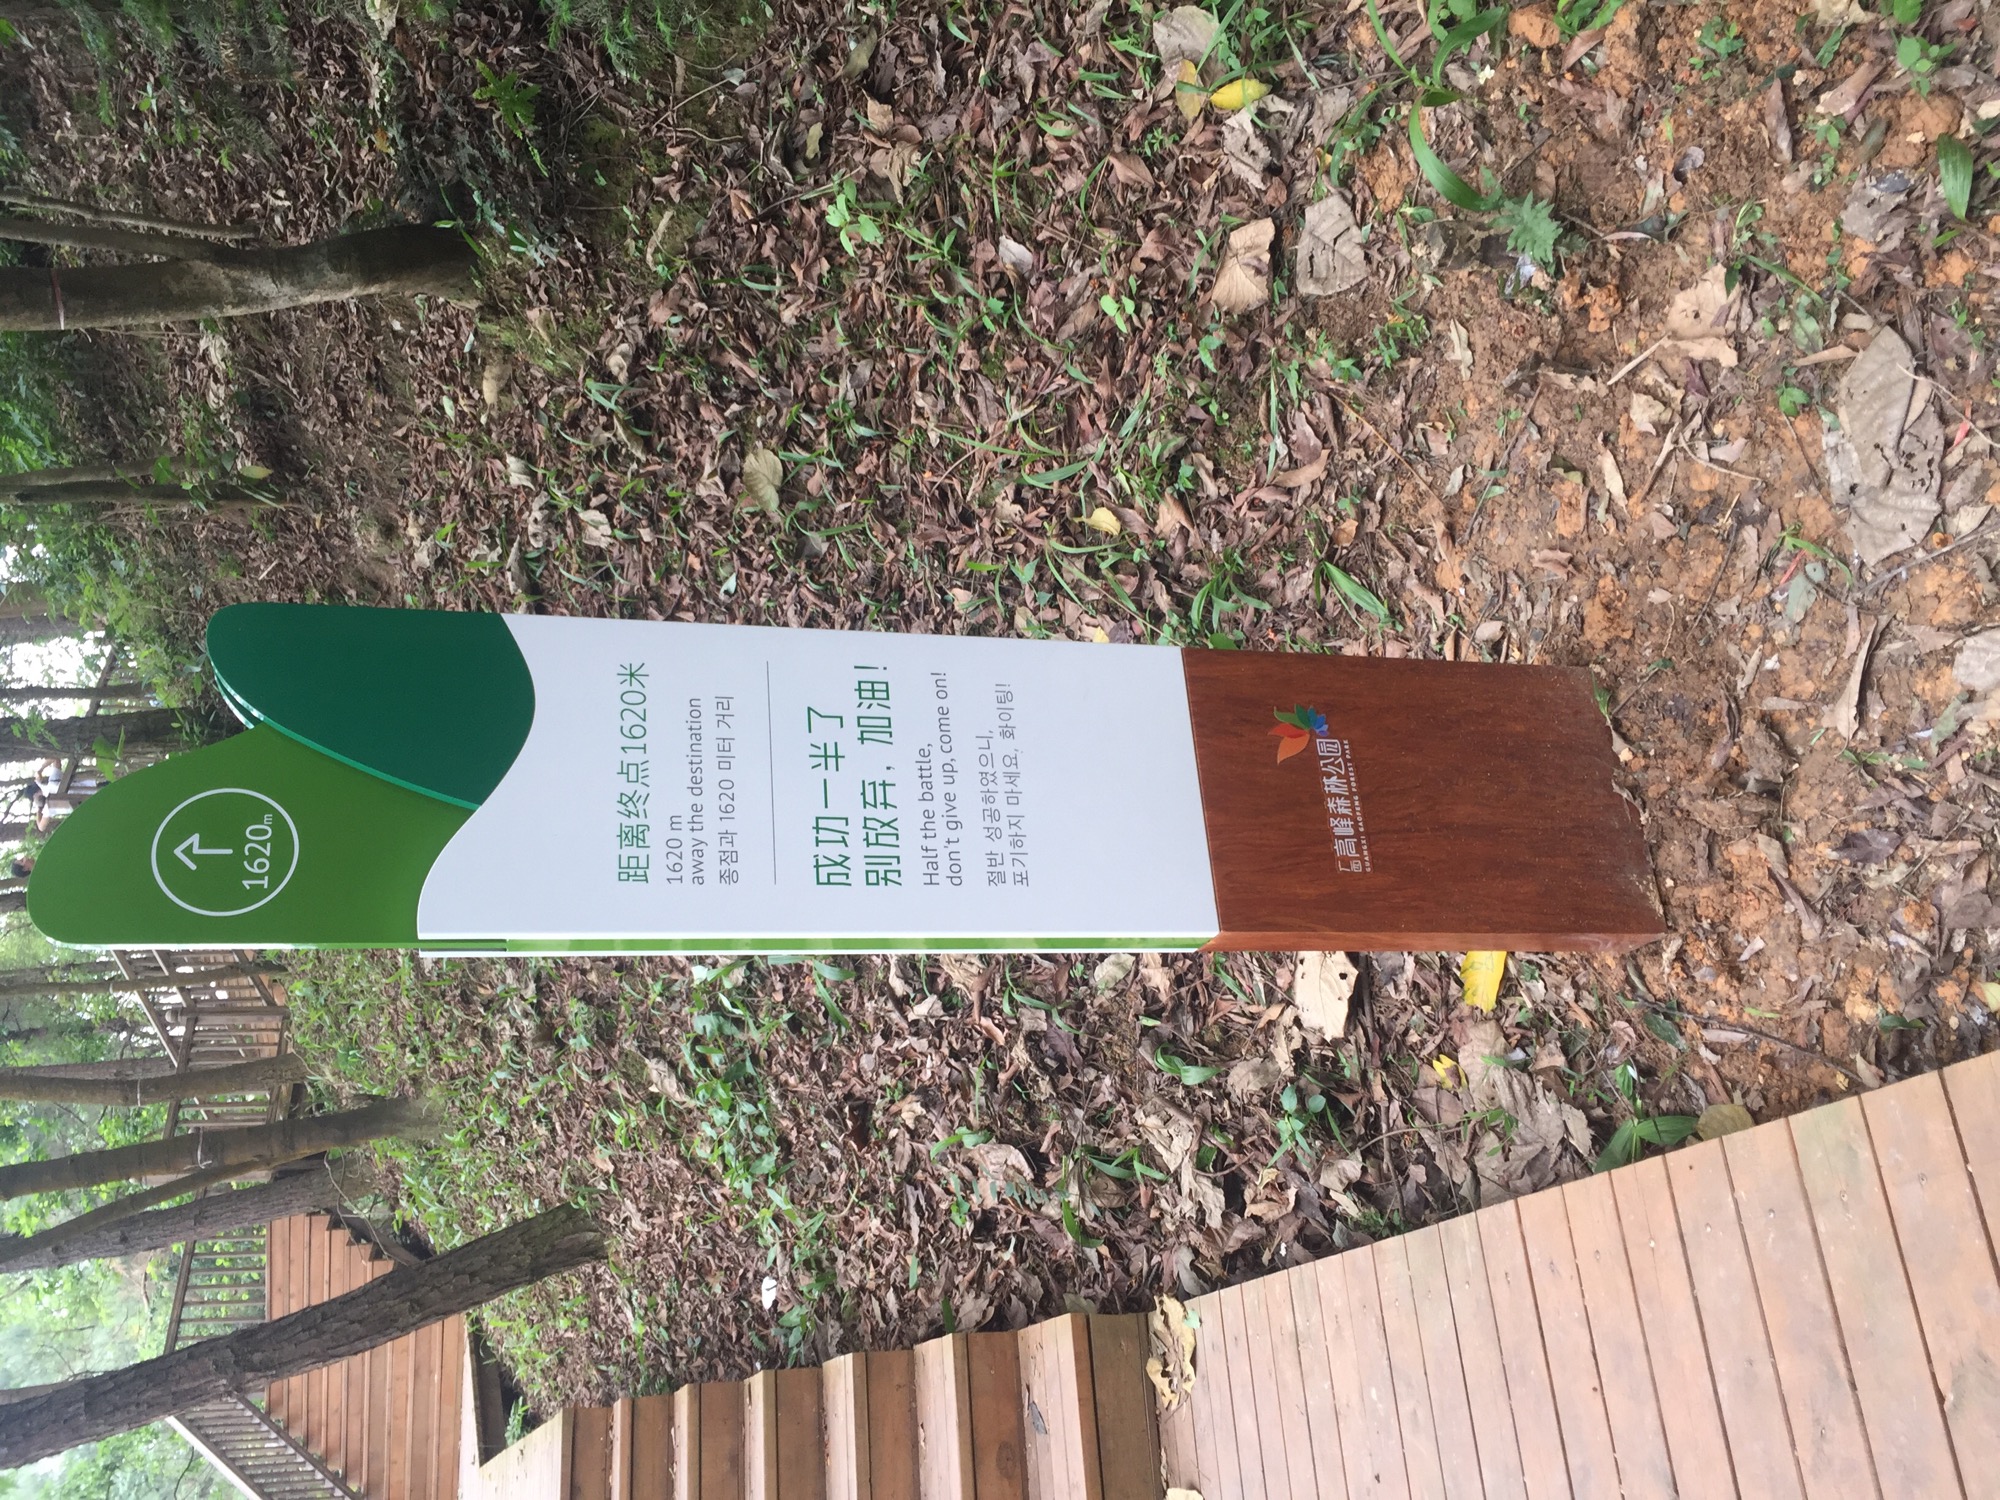 1620m
距离终点1620米
1620 m
away the destination
종점과 1620 미터 거리
成功一半了
别放弃，加油！
Half the battle,
don't give up, come on!
절반 성공하였으니,
포기하지 마세요, 화이팅!
广西高峰森林公园
GUANGXI GAOFENG FOREST PARK